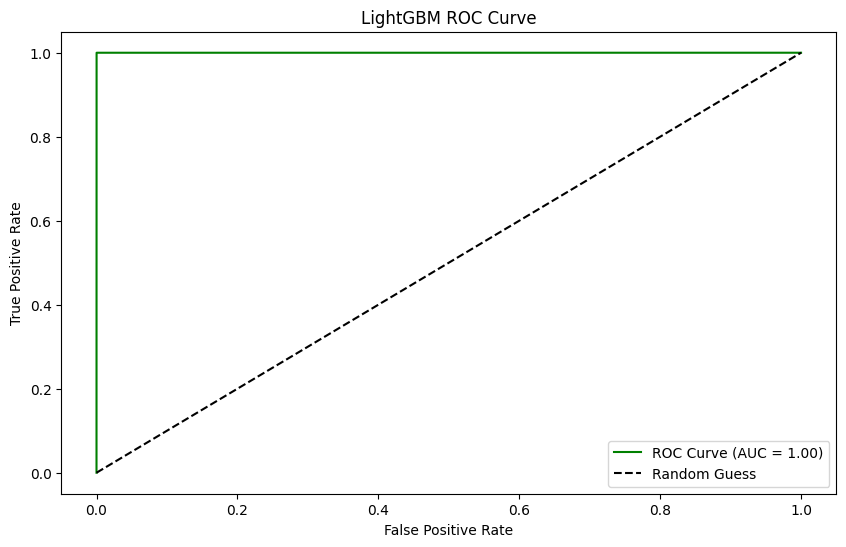 LightGBM ROC Curve
True Positive Rate
1.0
0.8
0.6
0.4
0.2
0.0
ROC Curve (AUC = 1.00)
Random Guess
0.0 0.2 0.4 0.6 0.8 1.0
False Positive Rate